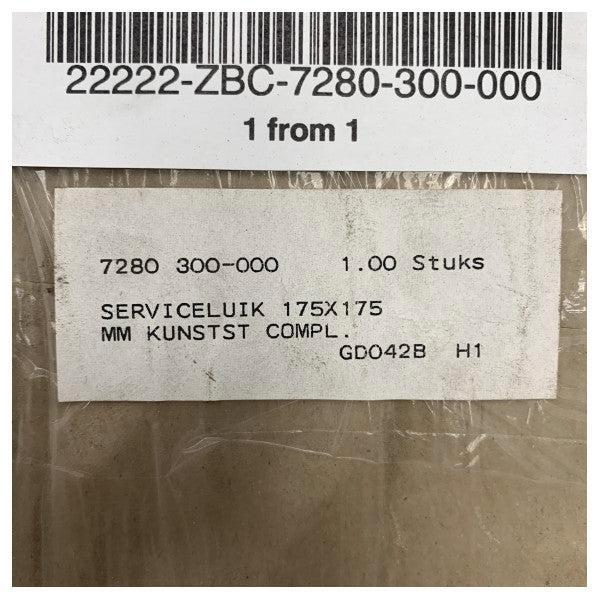 22222-ZBC-7280-300-000
1 from 1
7280 300-000 1.00 Stuks
SERVICELUIK 175X175
MM KUNSTST COMPL.
GD042B H1